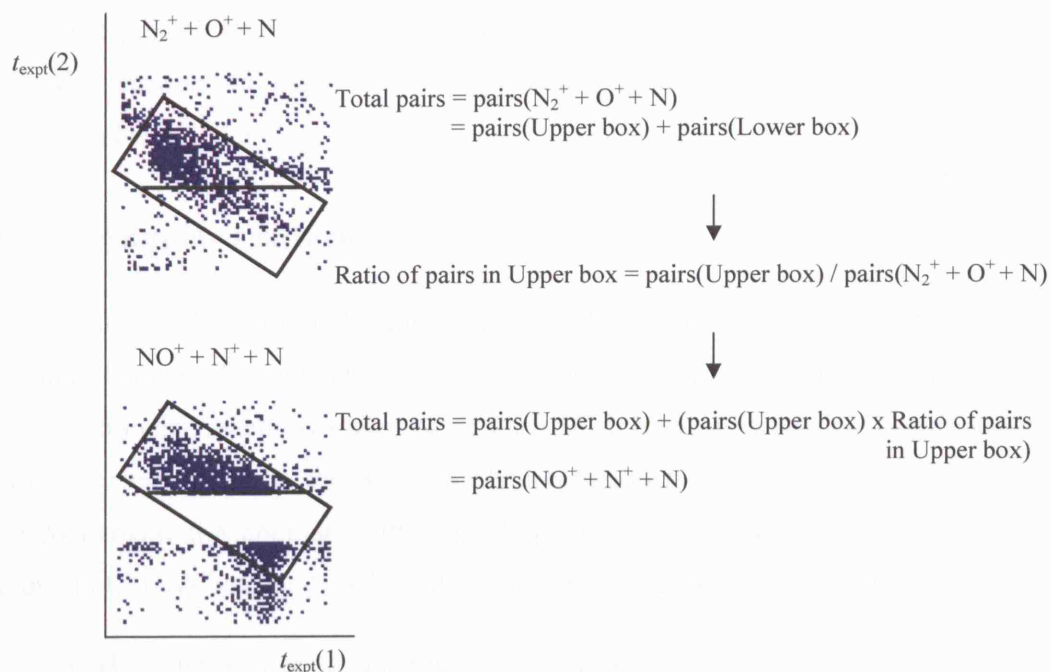 N₂⁺ + O⁺ + N
t_expt(2)
Total pairs = pairs(N₂⁺ + O⁺ + N)
= pairs(Upper box) + pairs(Lower box)
Ratio of pairs in Upper box = pairs(Upper box) / pairs(N₂⁺ + O⁺ + N)
NO⁺ + N⁺ + N
Total pairs = pairs(Upper box) + (pairs(Upper box) x Ratio of pairs
in Upper box)
= pairs(NO⁺ + N⁺ + N)
t_expt(1)